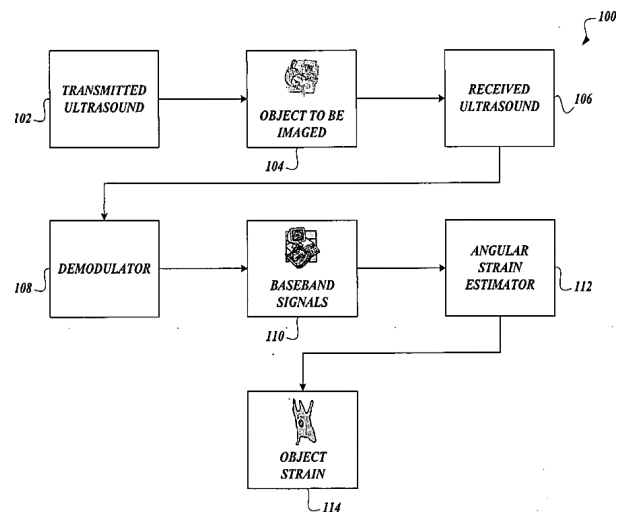 100
TRANSMITTED
ULTRASOUND
102
OBJECT TO BE
IMAGED
104
RECEIVED
ULTRASOUND
106
DEMODULATOR
108
BASEBAND
SIGNALS
110
ANGULAR
STRAIN
ESTIMATOR
112
OBJECT
STRAIN
114